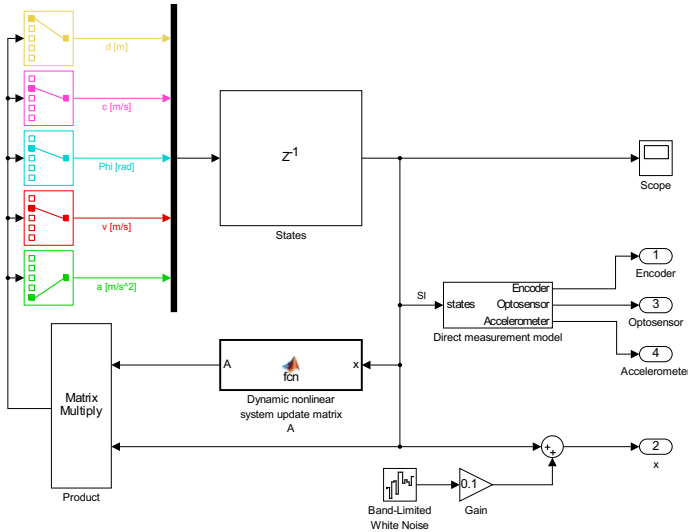 d [m]
c [m/s]
Phi [rad]
v [m/s]
a [m/s^2]
Z-1
States
Scope
1
Encoder
SI
states
Encoder
Optosensor
Accelerometer
Direct measurement model
3
Optosensor
4
Accelerometer
Matrix
Multiply
Product
A
fcn
x
Dynamic nonlinear
system update matrix
A
+
+
2
x
Band-Limited
White Noise
0.1
Gain